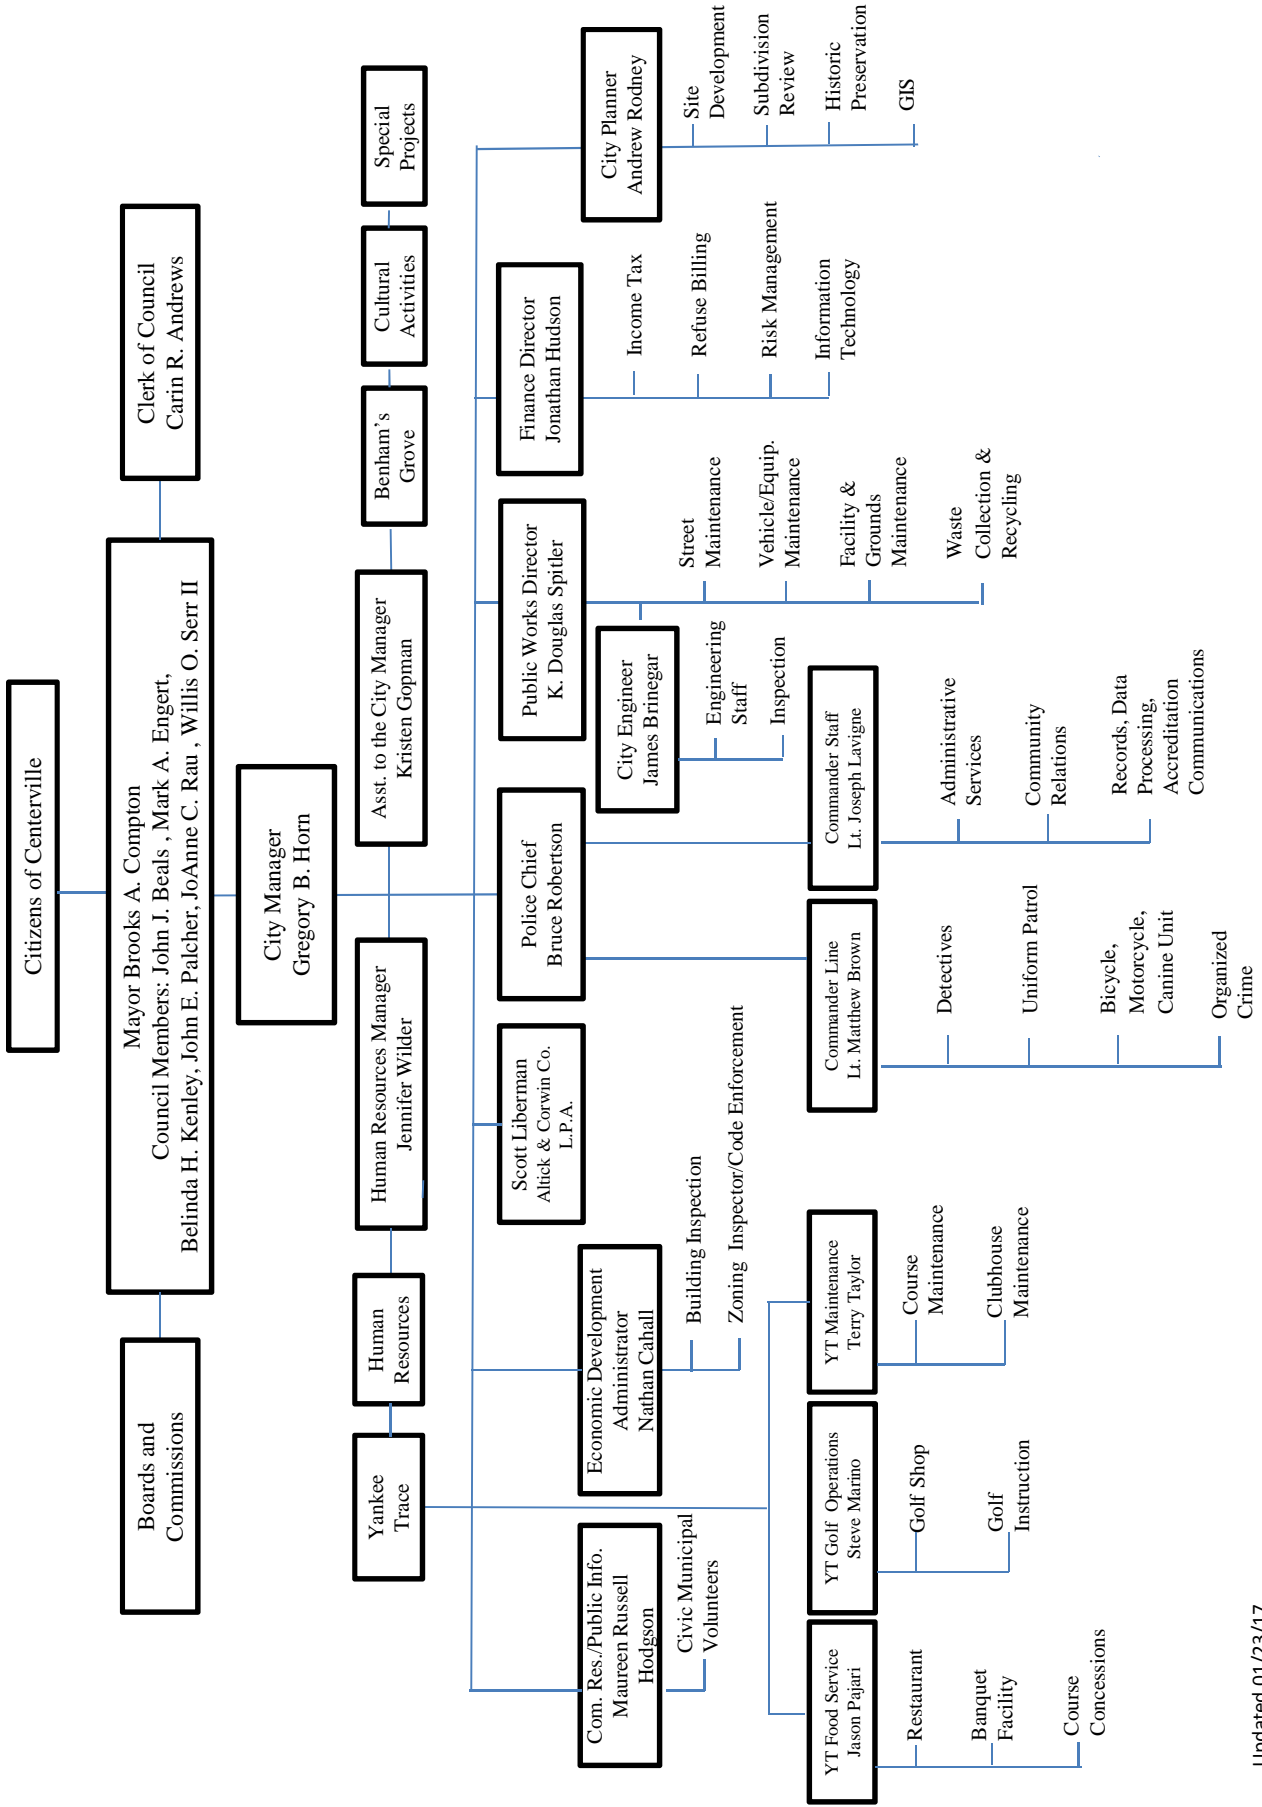 Citizens of Centerville
Boards and
Commissions
Mayor Brooks A. Compton
Council Members: John J. Beals , Mark A. Engert,
Belinda H. Kenley, John E. Palcher, JoAnne C. Rau , Willis O. Serr II
Clerk of Council
Carin R. Andrews
City Manager
Gregory B. Horn
Yankee
Trace
Human
Resources
Human Resources Manager
Jennifer Wilder
Asst. to the City Manager
Kristen Gopman
Benham's
Grove
Cultural
Activities
Special
Projects
Com. Res./Public Info.
Maureen Russell
Hodgson
Civic Municipal
Volunteers
Economic Development
Administrator
Nathan Cahall
Building Inspection
Zoning Inspector/Code Enforcement
Scott Liberman
Altick & Corwin Co.
L.P.A.
Police Chief
Bruce Robertson
Public Works Director
K. Douglas Spitler
City Engineer
James Brinegar
Engineering
Staff
Inspection
Street
Maintenance
Vehicle/Equip.
Maintenance
Facility &
Grounds
Maintenance
Waste
Collection &
Recycling
Finance Director
Jonathan Hudson
Income Tax
Refuse Billing
Risk Management
Information
Technology
City Planner
Andrew Rodney
Site
Development
Subdivision
Review
Historic
Preservation
GIS
YT Food Service
Jason Pajari
Restaurant
Banquet
Facility
Course
Concessions
YT Golf Operations
Steve Marino
Golf Shop
Golf
Instruction
YT Maintenance
Terry Taylor
Course
Maintenance
Clubhouse
Maintenance
Commander Line
Lt. Matthew Brown
Detectives
Uniform Patrol
Bicycle,
Motorcycle,
Canine Unit
Organized
Crime
Commander Staff
Lt. Joseph Lavigne
Administrative
Services
Community
Relations
Records, Data
Processing,
Accreditation
Communications
Updated 01/23/17